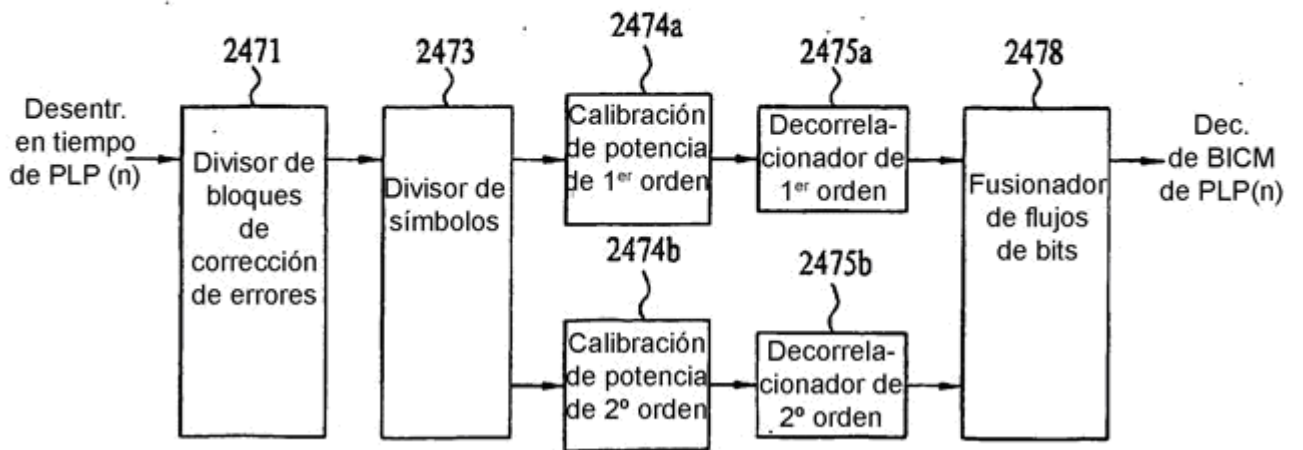 2471
2473
2474a
2475a
2478
Desentr.
en tiempo
de PLP (n)
Divisor de
bloques
de
corrección
de errores
Divisor de
símbolos
Calibración
de potencia
de 1er orden
Decorrela-
cionador de
1er orden
Fusionador
de flujos
de bits
Dec.
de BICM
de PLP(n)
2474b
2475b
Calibración
de potencia
de 2º orden
Decorrela-
cionador de
2º orden